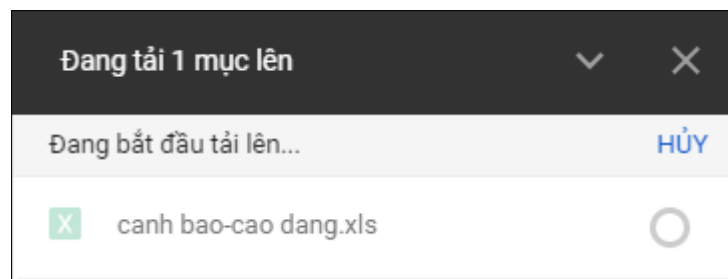 Đang tải 1 mục lên
Đang bắt đầu tải lên...
HỦY
X
canh bao-cao dang.xls